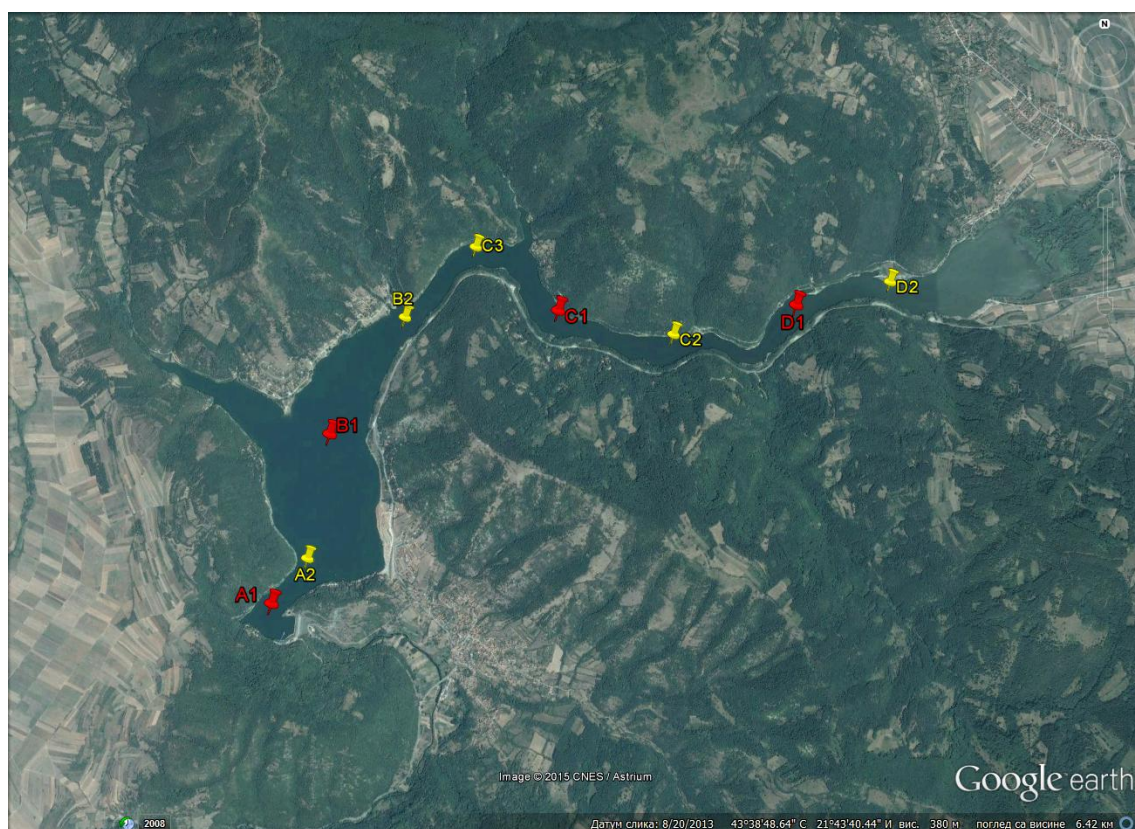 N
C3
B2
D2
C1
D1
C2
B1
A2
A1
Image © 2015 CNES / Astrium
Google earth
2008
Датум слика: 8/20/2013 43°38'48.64" С 21°43'40.44" И вис. 380 м поглед са висине 6.42 км